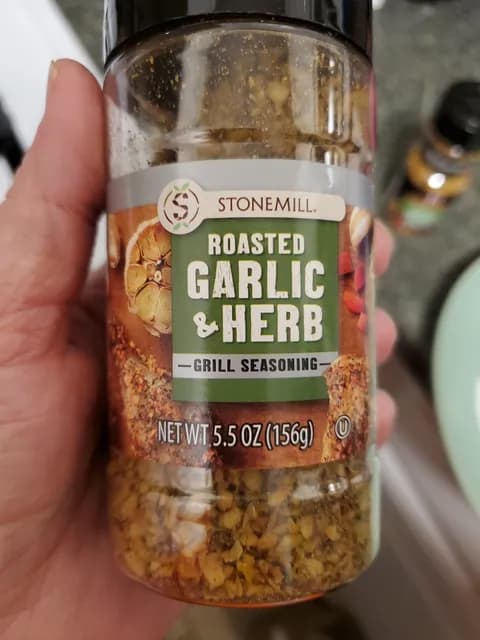 S
STONEMILL®
ROASTED
GARLIC
& HERB
GRILL SEASONING
NET WT 5.5 OZ (156g)
U